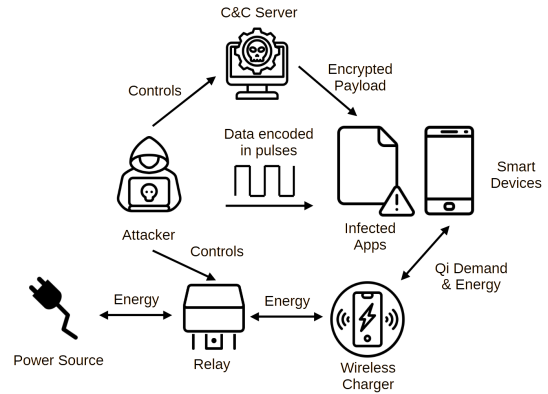 C&C Server
Controls
Encrypted
Payload
Data encoded
in pulses
Smart
Devices
Attacker
Infected
Apps
Controls
Qi Demand
& Energy
Energy
Energy
Power Source
Relay
Wireless
Charger